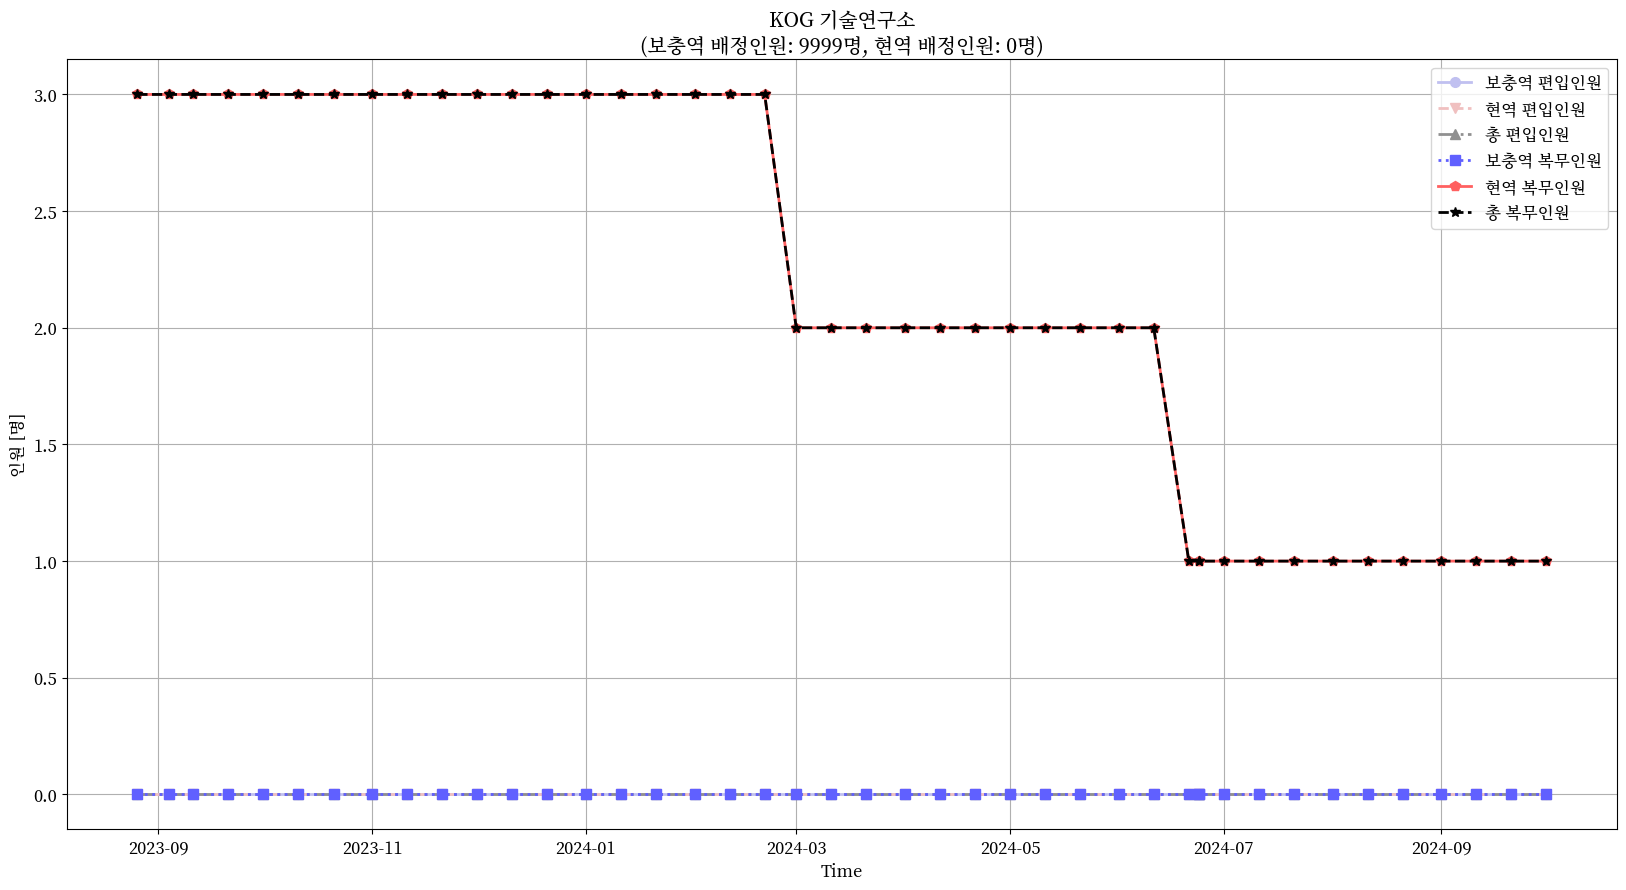 KOG 기술연구소
(보충역 배정인원: 9999명, 현역 배정인원: 0명)
보충역 편입인원
현역 편입인원
총 편입인원
보충역 복무인원
현역 복무인원
총 복무인원
인원 [명]
3.0
2.5
2.0
1.5
1.0
0.5
0.0
2023-09
2023-11
2024-01
2024-03
2024-05
2024-07
2024-09
Time